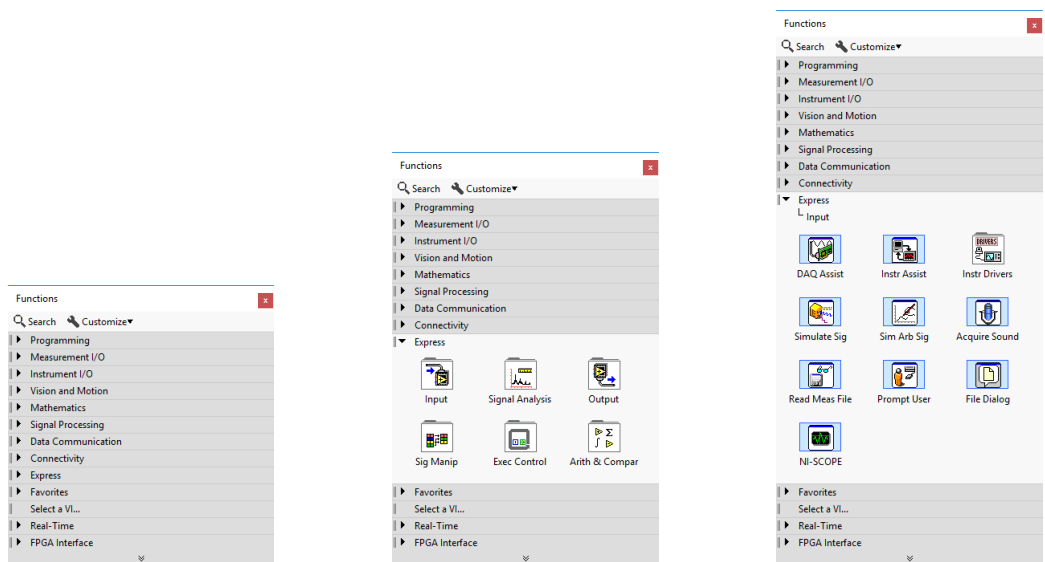 Functions
x
Search Customize
Programming
Measurement I/O
Instrument I/O
Vision and Motion
Mathematics
Signal Processing
Data Communication
Connectivity
Express
Favorites
Select a VI...
Real-Time
FPGA Interface
Functions
x
Search Customize
Programming
Measurement I/O
Instrument I/O
Vision and Motion
Mathematics
Signal Processing
Data Communication
Connectivity
Express
Input Signal Analysis Output
Sig Manip Exec Control Arith & Compar
Favorites
Select a VI...
Real-Time
FPGA Interface
Functions
x
Search Customize
Programming
Measurement I/O
Instrument I/O
Vision and Motion
Mathematics
Signal Processing
Data Communication
Connectivity
Express
Input
DRIVERS
DAQ Assist Instr Assist Instr Drivers
Simulate Sig Sim Arb Sig Acquire Sound
Read Meas File Prompt User File Dialog
NI-SCOPE
Favorites
Select a VI...
Real-Time
FPGA Interface